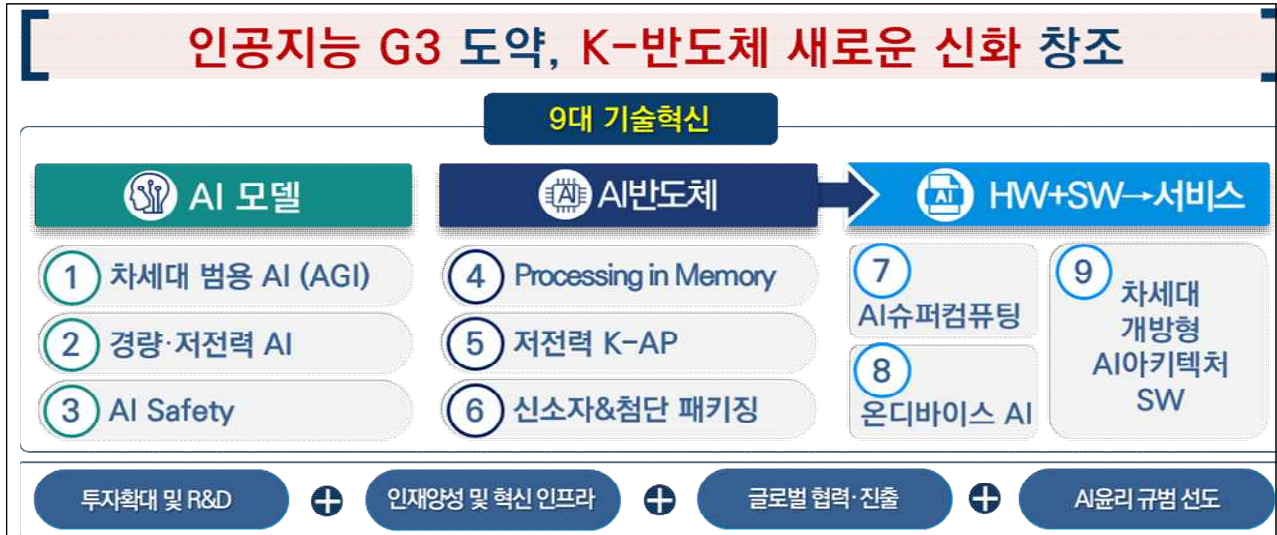 인공지능 G3 도약, K-반도체 새로운 신화 창조
9대 기술혁신
AI 모델
1 차세대 범용 AI (AGI)
2 경량·저전력 AI
3 AI Safety
AI AI반도체
4 Processing in Memory
5 저전력 K-AP
6 신소자&첨단 패키징
AI HW+SW→서비스
7
AI슈퍼컴퓨팅
8
온디바이스 AI
9
차세대
개방형
AI아키텍처
SW
투자확대 및 R&D + 인재양성 및 혁신 인프라 + 글로벌 협력·진출 + AI윤리 규범 선도